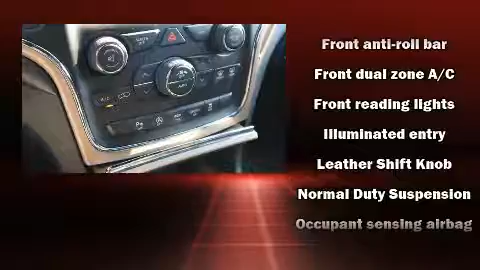 Front anti-roll bar
Front dual zone A/C
Front reading lights
Illuminated entry
Leather Shift Knob
Normal Duty Suspension
Occupant sensing airbag